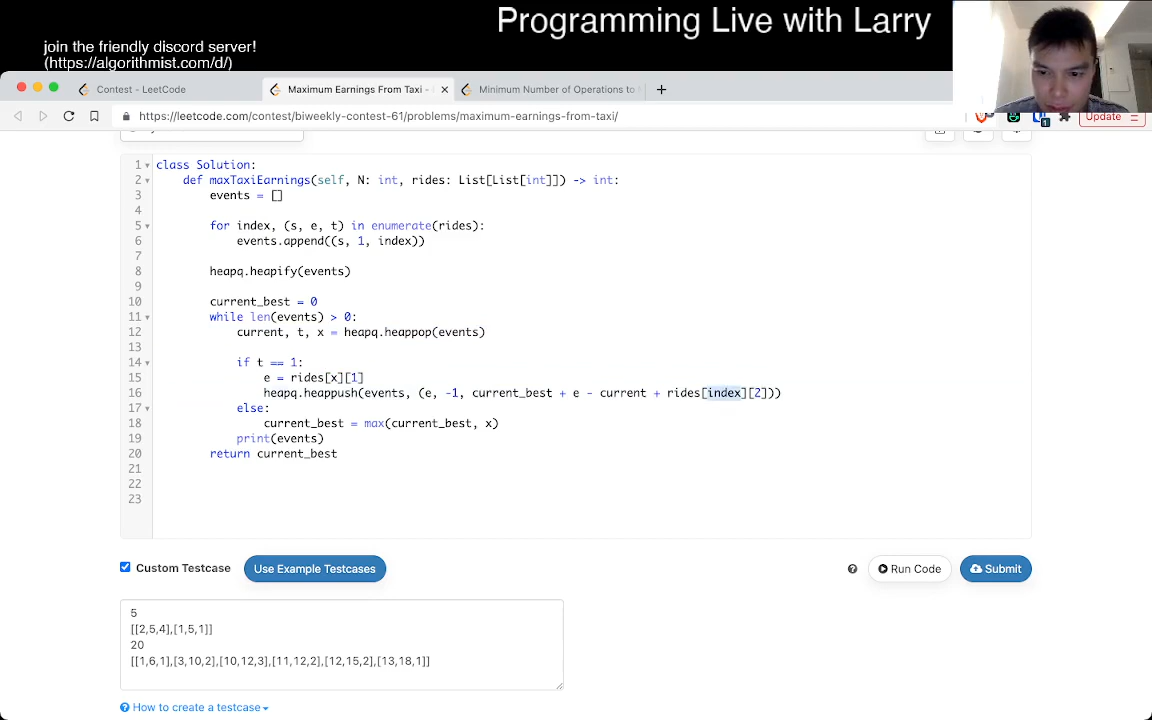 Programming Live with Larry
join the friendly discord server!
(https://algorithmist.com/d/)
Contest - LeetCode
Maximum Earnings From Taxi -
Minimum Number of Operations to
https://leetcode.com/contest/biweekly-contest-61/problems/maximum-earnings-from-taxi/
1
Update
1 class Solution:
2 def maxTaxiEarnings(self, N: int, rides: List[List[int]]) -> int:
3 events = []
4
5 for index, (s, e, t) in enumerate(rides):
6 events.append((s, 1, index))
7
8 heapq.heapify(events)
9
10 current_best = 0
11 while len(events) > 0:
12 current, t, x = heapq.heappop(events)
13
14 if t == 1:
15 e = rides[x][1]
16 heapq.heappush(events, (e, -1, current_best + e - current + rides[index][2]))
17 else:
18 current_best = max(current_best, x)
19 print(events)
20 return current_best
21
22
23
Custom Testcase
Use Example Testcases
Run Code
Submit
5
[[2,5,4],[1,5,1]]
20
[[1,6,1],[3,10,2],[10,12,3],[11,12,2],[12,15,2],[13,18,1]]
How to create a testcase